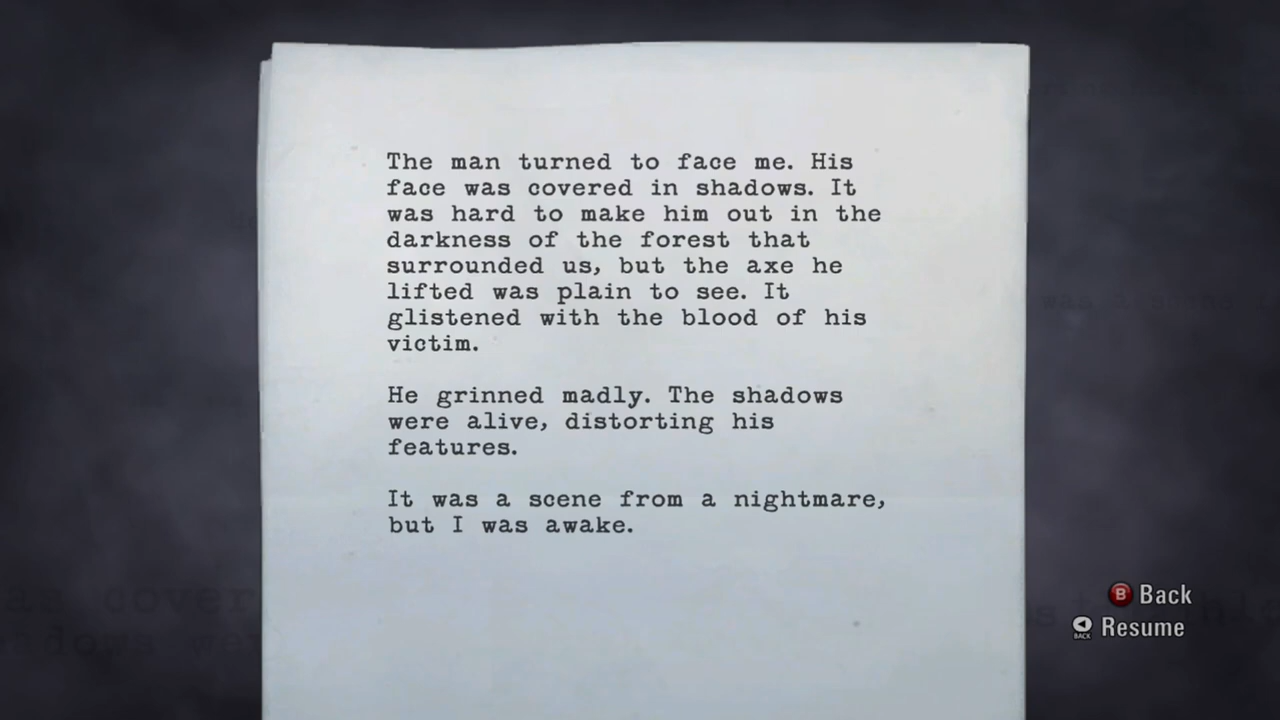 The man turned to face me. His
face was covered in shadows. It
was hard to make him out in the
darkness of the forest that
surrounded us, but the axe he
lifted was plain to see. It
glistened with the blood of his
victim.
He grinned madly. The shadows
were alive, distorting his
features.
It was a scene from a nightmare,
but I was awake.
B Back
BACK Resume